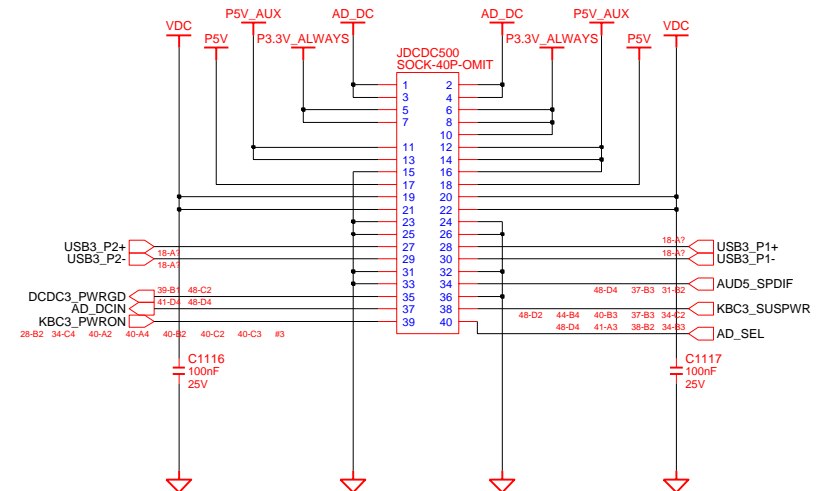 P5V_AUX AD_DC AD_DC P5V_AUX
VDC VDC
P5V P3.3V_ALWAYS P3.3V_ALWAYS P5V
JDCDC500
SOCK-40P-OMIT
1 2
3 4
5 6
7 8
10
11 12
13 14
15 16
17 18
19 20
21 22
23 24
25 26
USB3_P2+ 27 28 18-A? USB3_P1+
USB3_P2- 18-A? 29 30 18-A? USB3_P1-
18-A?
31 32
33 34 AUD5_SPDIF
DCDC3_PWRGD 39-B1 48-C2 35 36 48-D4 37-B3 31-B2
AD_DCIN 41-D4 48-D4 37 38 KBC3_SUSPWR
KBC3_PWRON 39 40 48-D2 44-B4 40-B3 37-B3 34-C2
28-B2 34-C4 40-A2 40-A4 40-B2 40-C2 40-C3 #3 48-D4 41-A3 38-B2 34-B3 AD_SEL
C1116 C1117
100nF 100nF
25V 25V